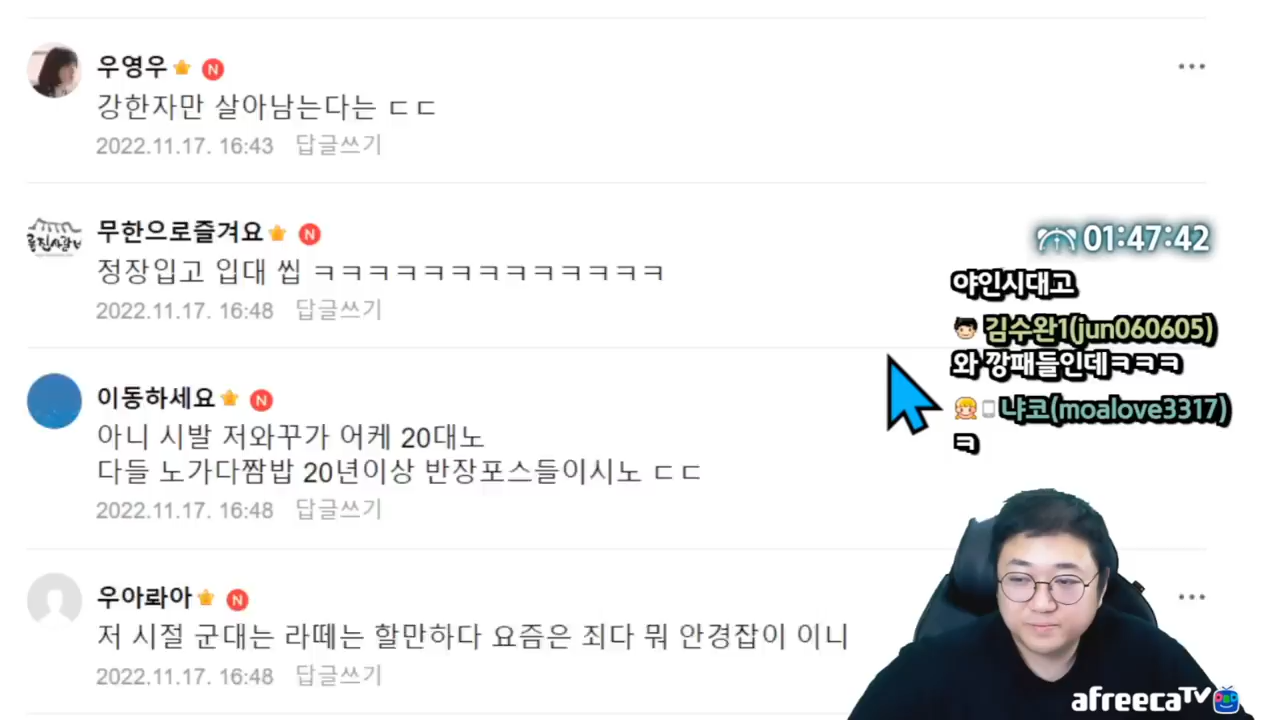 우영우
강한자만 살아남는다는 ㄷㄷ
2022.11.17. 16:43 답글쓰기
무한으로즐겨요
정장입고 입대 씹 ㅋㅋㅋㅋㅋㅋㅋㅋㅋㅋㅋㅋㅋ
2022.11.17. 16:48 답글쓰기
이동하세요
아니 시발 저와꾸가 어케 20대노
다들 노가다짬밥 20년이상 반장포스들이시노 ㄷㄷ
2022.11.17. 16:48 답글쓰기
우아롸아
저 시절 군대는 라떼는 할만하다 요즘은 죄다 뭐 안경잡이 이니
2022.11.17. 16:48 답글쓰기
01:47:42
야인시대고
김수완1(jun060605)
와 깡패들인데ㅋㅋㅋ
냐코(moalove3317)
ㅋ
afreecaTV